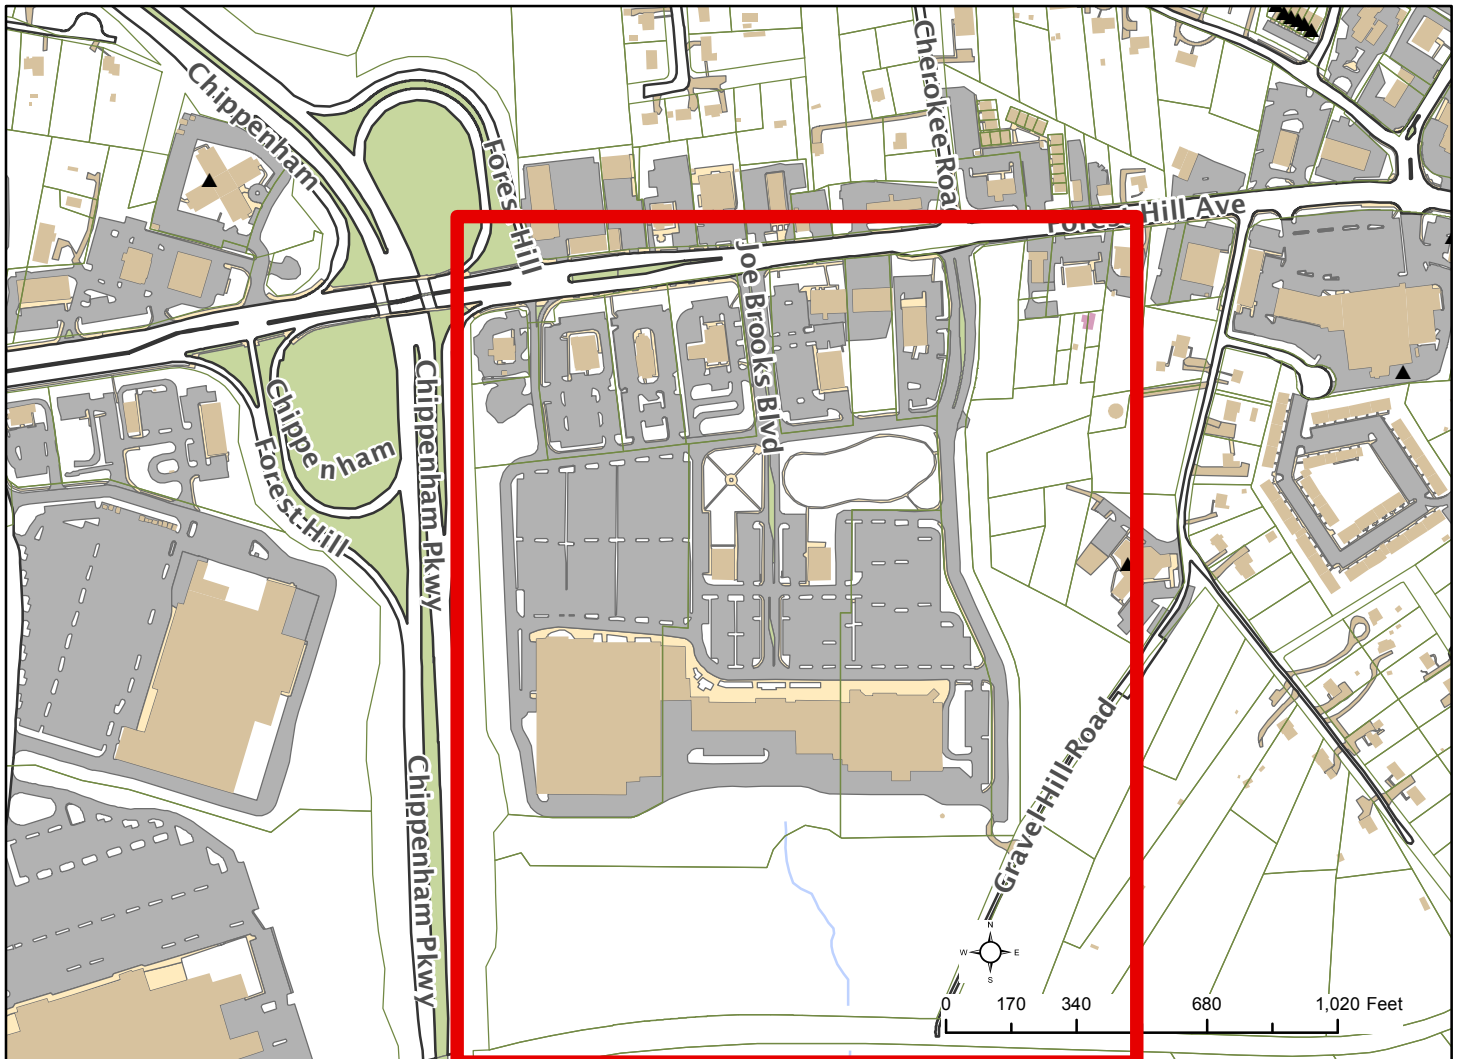 Chippenham
Cherokee Road
Forest-Hill
Forest Hill Ave
Joe Brooks Blvd
Chippenham Pkwy
Chippenham
Forest-Hill
Gravel-Hill-Road
Chippenham Pkwy
N
W E
S
0 170 340 680 1,020 Feet